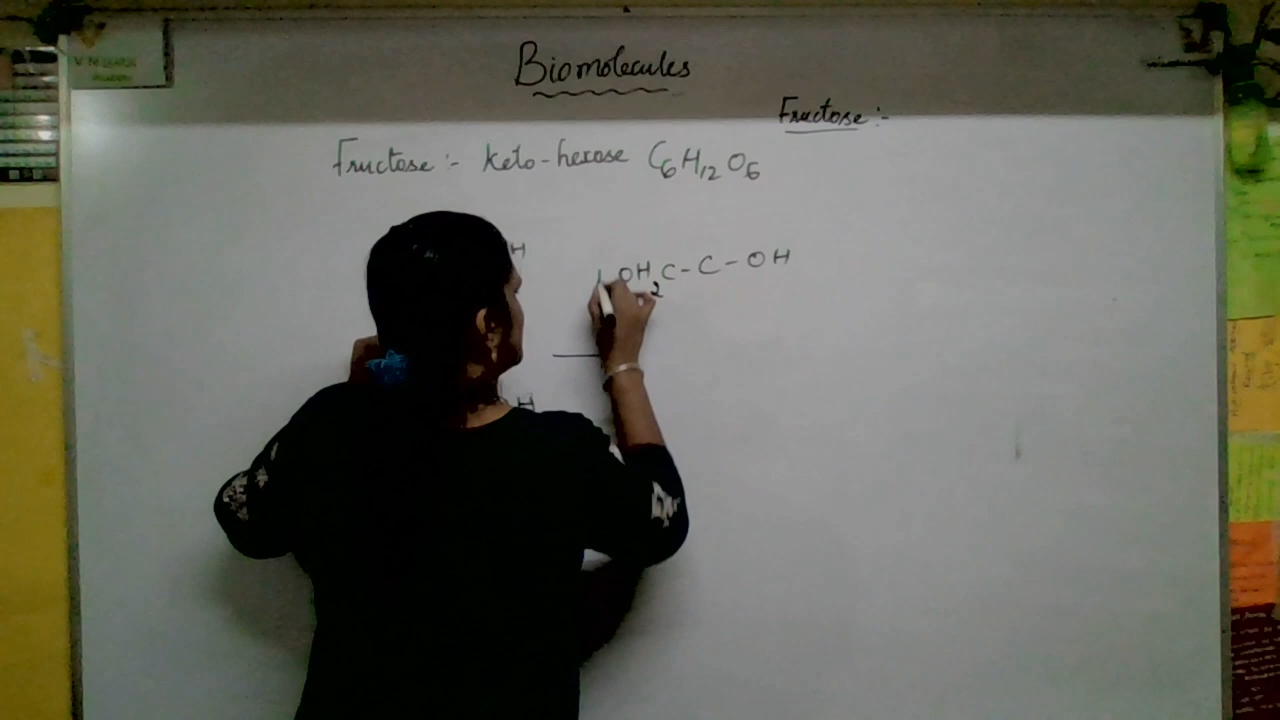 Biomolecules
Fructose:-
Fructose:- keto-hexose C6H12O6
H
OH2C-C-OH
H